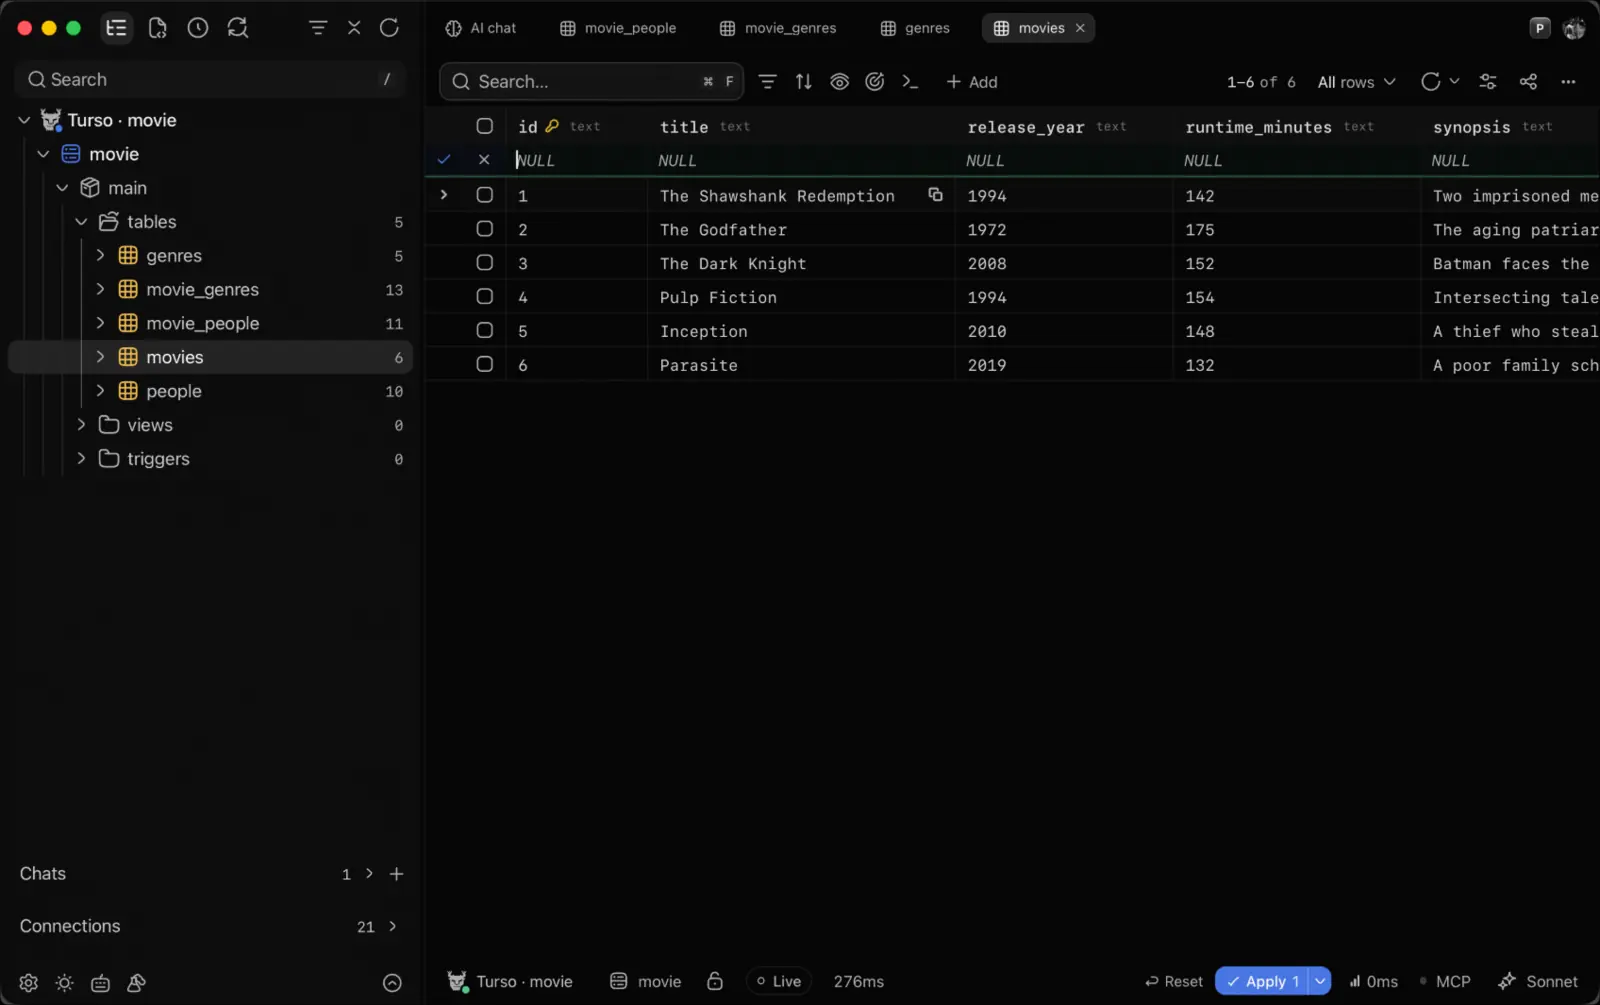 AI chat
movie_people
movie_genres
genres
movies
P
Search
/
Search...
⌘ F
Add
1–6 of 6
All rows
Turso · movie
movie
main
tables 5
genres 5
movie_genres 13
movie_people 11
movies 6
people 10
views 0
triggers 0
id text title text release_year text runtime_minutes text synopsis text
NULL NULL NULL NULL NULL
1 The Shawshank Redemption 1994 142 Two imprisoned me
2 The Godfather 1972 175 The aging patriar
3 The Dark Knight 2008 152 Batman faces the
4 Pulp Fiction 1994 154 Intersecting tale
5 Inception 2010 148 A thief who steal
6 Parasite 2019 132 A poor family sch
Chats 1
Connections 21
Turso · movie
movie
Live
276ms
Reset
Apply 1
0ms
MCP
Sonnet